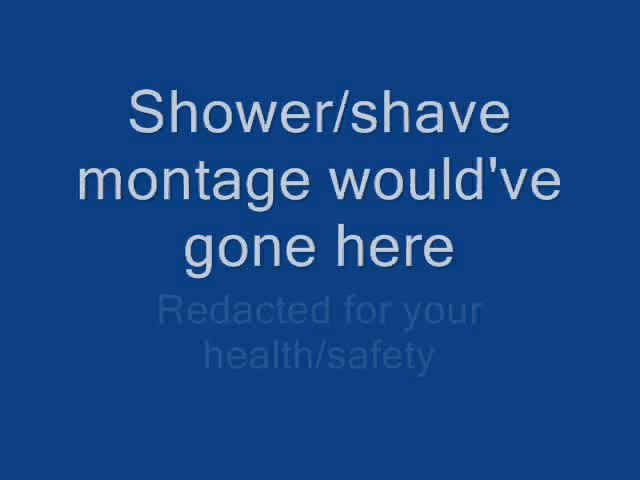 Shower/shave
montage would've
gone here
Redacted for your
health/safety